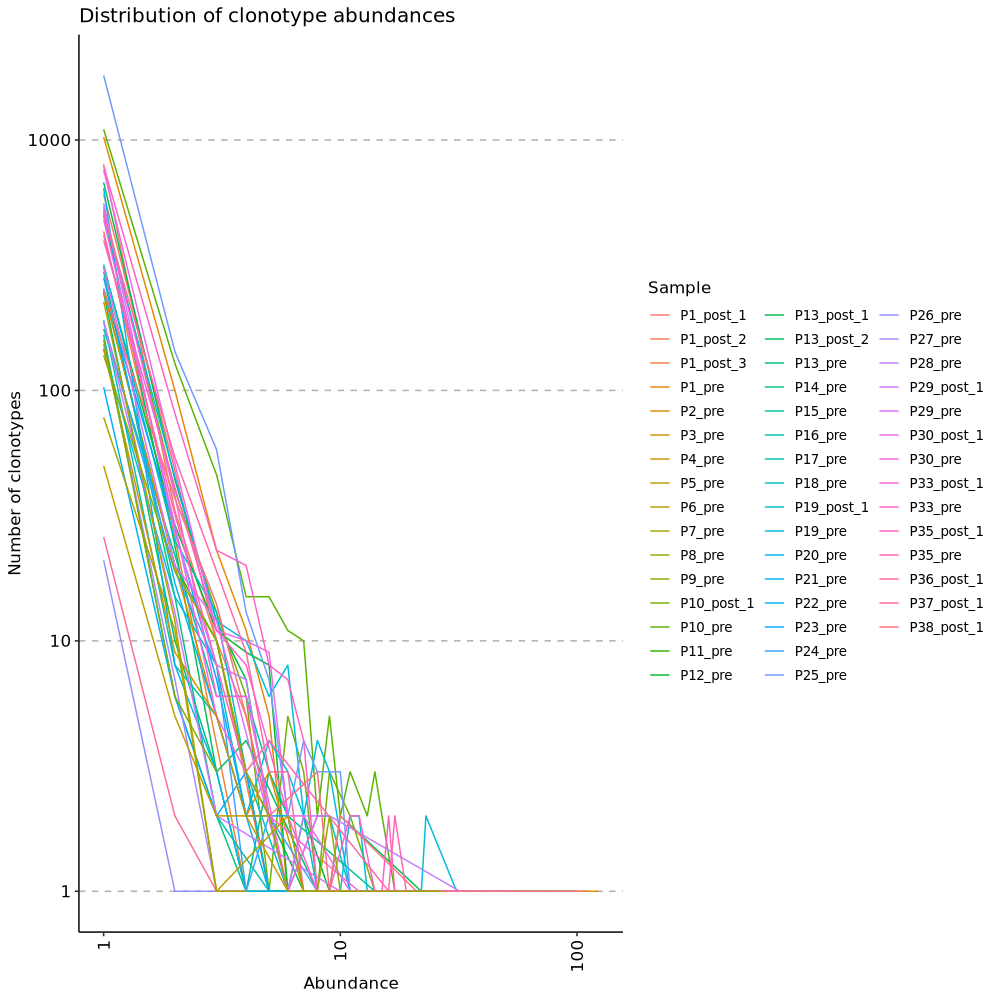 Distribution of clonotype abundances
Number of clonotypes
1000
100
10
1
1
10
100
Abundance
Sample
P1_post_1
P1_post_2
P1_post_3
P1_pre
P2_pre
P3_pre
P4_pre
P5_pre
P6_pre
P7_pre
P8_pre
P9_pre
P10_post_1
P10_pre
P11_pre
P12_pre
P13_post_1
P13_post_2
P13_pre
P14_pre
P15_pre
P16_pre
P17_pre
P18_pre
P19_post_1
P19_pre
P20_pre
P21_pre
P22_pre
P23_pre
P24_pre
P25_pre
P26_pre
P27_pre
P28_pre
P29_post_1
P29_pre
P30_post_1
P30_pre
P33_post_1
P33_pre
P35_post_1
P35_pre
P36_post_1
P37_post_1
P38_post_1